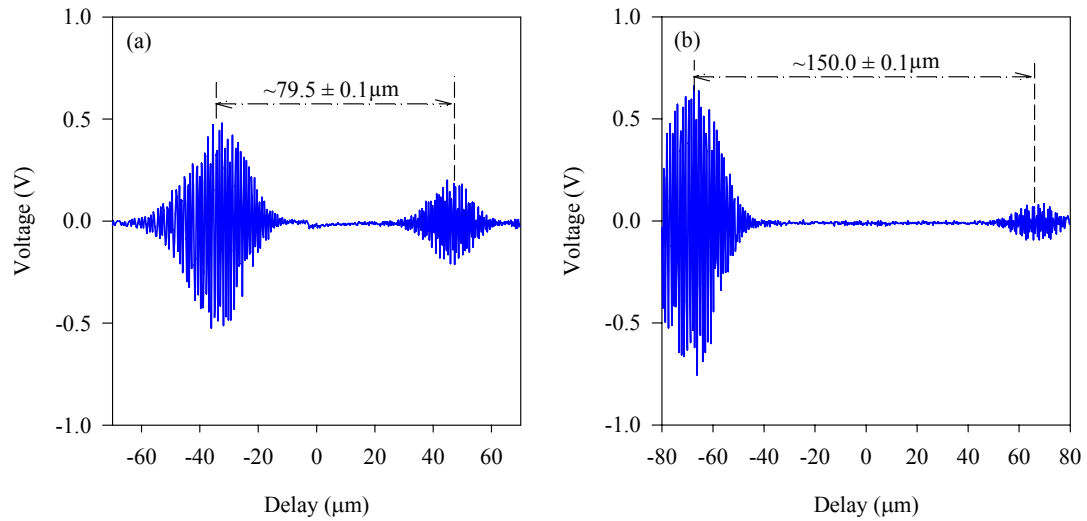 (a)
~79.5 ± 0.1μm
1.0
0.5
0.0
-0.5
-1.0
Voltage (V)
-60 -40 -20 0 20 40 60
Delay (μm)
(b)
~150.0 ± 0.1μm
1.0
0.5
0.0
-0.5
-1.0
Voltage (V)
-80 -60 -40 -20 0 20 40 60 80
Delay (μm)